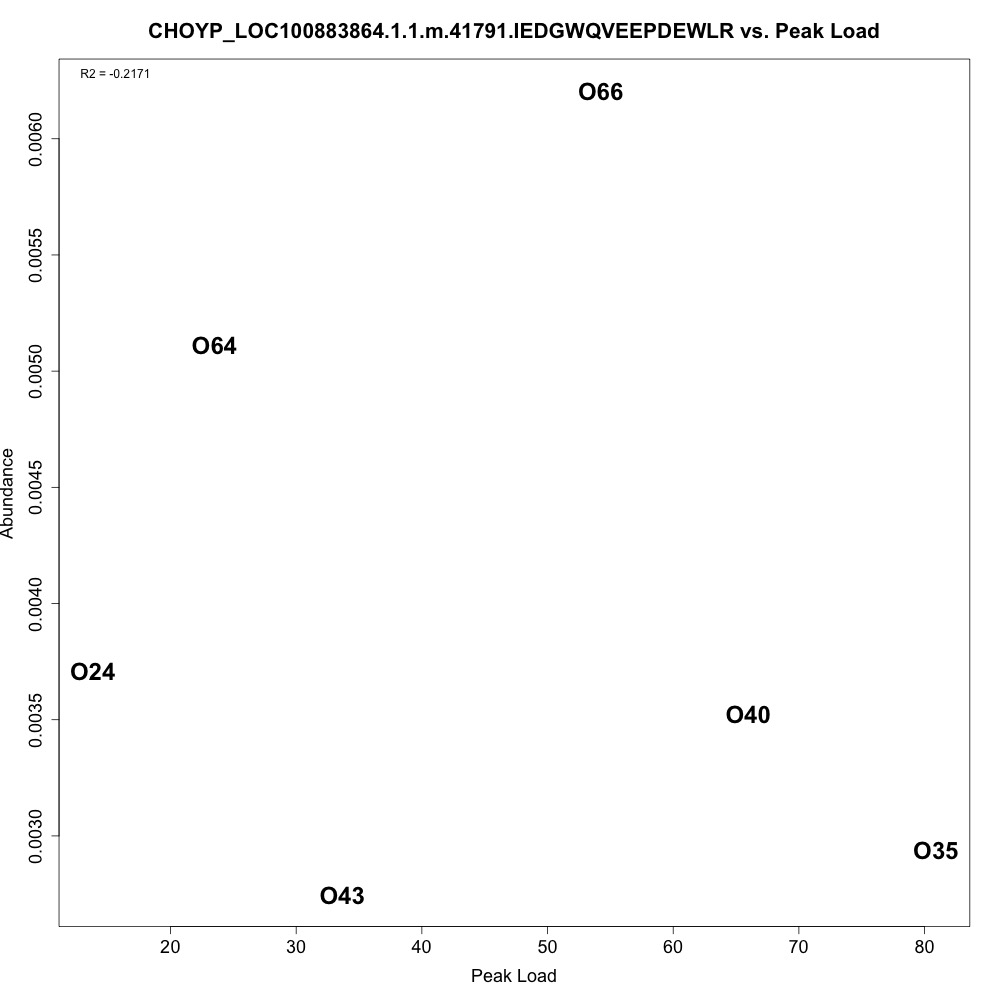 CHOYP_LOC100883864.1.1.m.41791.IEDGWQVEEPDEWLR vs. Peak Load
R2 = -0.2171
O66
0.0060
0.0055
O64
0.0050
Abundance
0.0045
0.0040
O24
O40
0.0035
0.0030
O35
O43
20 30 40 50 60 70 80
Peak Load